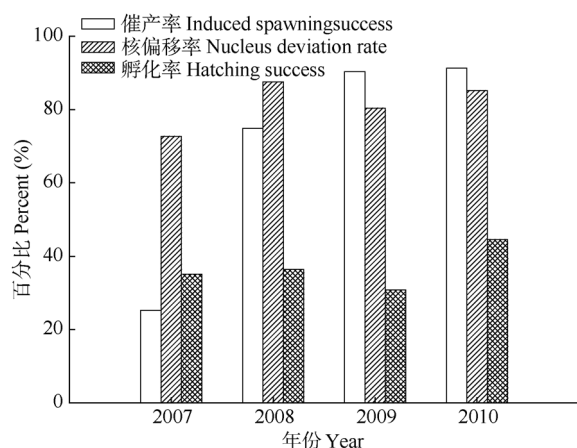 催产率 Induced spawningsuccess
核偏移率 Nucleus deviation rate
孵化率 Hatching success
百分比 Percent (%)
100
80
60
40
20
0
2007 2008 2009 2010
年份 Year